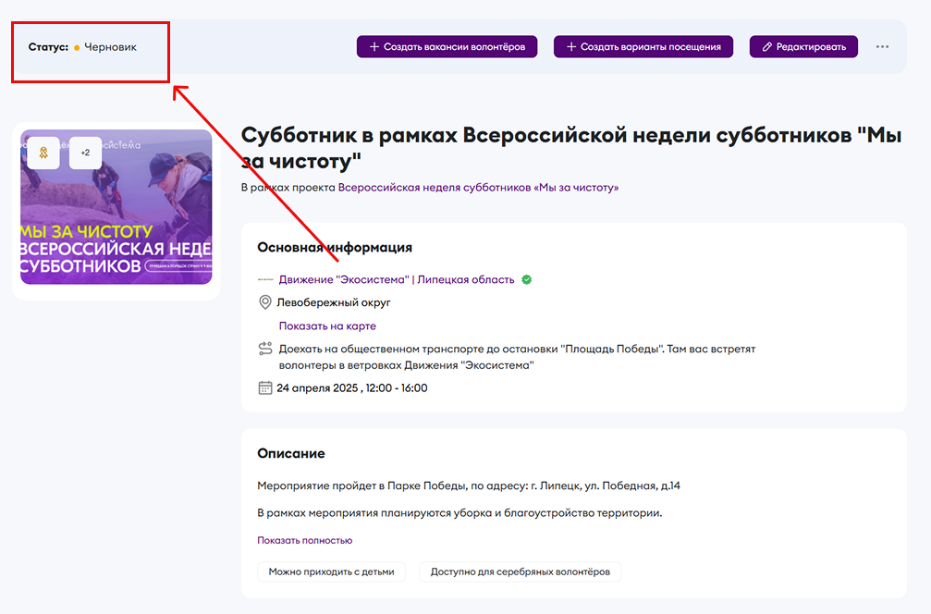 Статус: Черновик
+ Создать вакансии волонтёров
+ Создать варианты посещения
Редактировать
+2
Субботник в рамках Всероссийской недели субботников "Мы
за чистоту"
В рамках проекта Всероссийская неделя субботников «Мы за чистоту»
МЫ ЗА ЧИСТОТУ
ВСЕРОССИЙСКАЯ НЕДЕ
СУББОТНИКОВ
Основная информация
Движение "Экосистема" | Липецкая область
Левобережный округ
Показать на карте
Доехать на общественном транспорте до остановки "Площадь Победы". Там вас встретят
волонтеры в ветровках Движения "Экосистема"
24 апреля 2025 , 12:00 - 16:00
Описание
Мероприятие пройдет в Парке Победы, по адресу: г. Липецк, ул. Победная, д.14
В рамках мероприятия планируются уборка и благоустройство территории.
Показать полностью
Можно приходить с детьми
Доступно для серебряных волонтёров